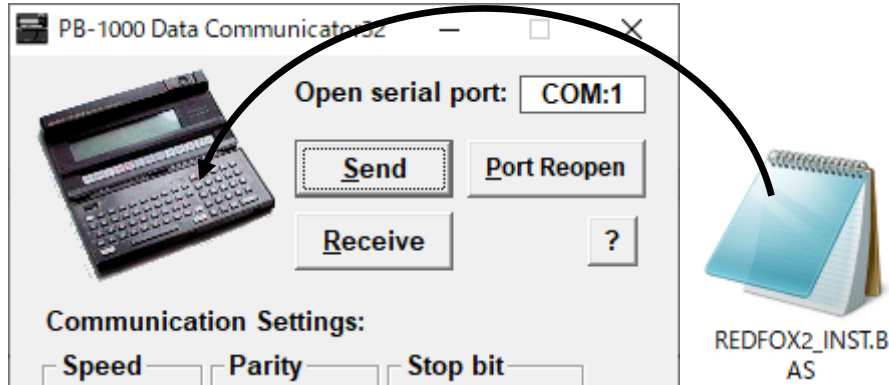 PB-1000 Data Communicator32
Open serial port: COM:1
Send
Port Reopen
Receive
?
Communication Settings:
Speed
Parity
Stop bit
REDFOX2_INST.B
AS